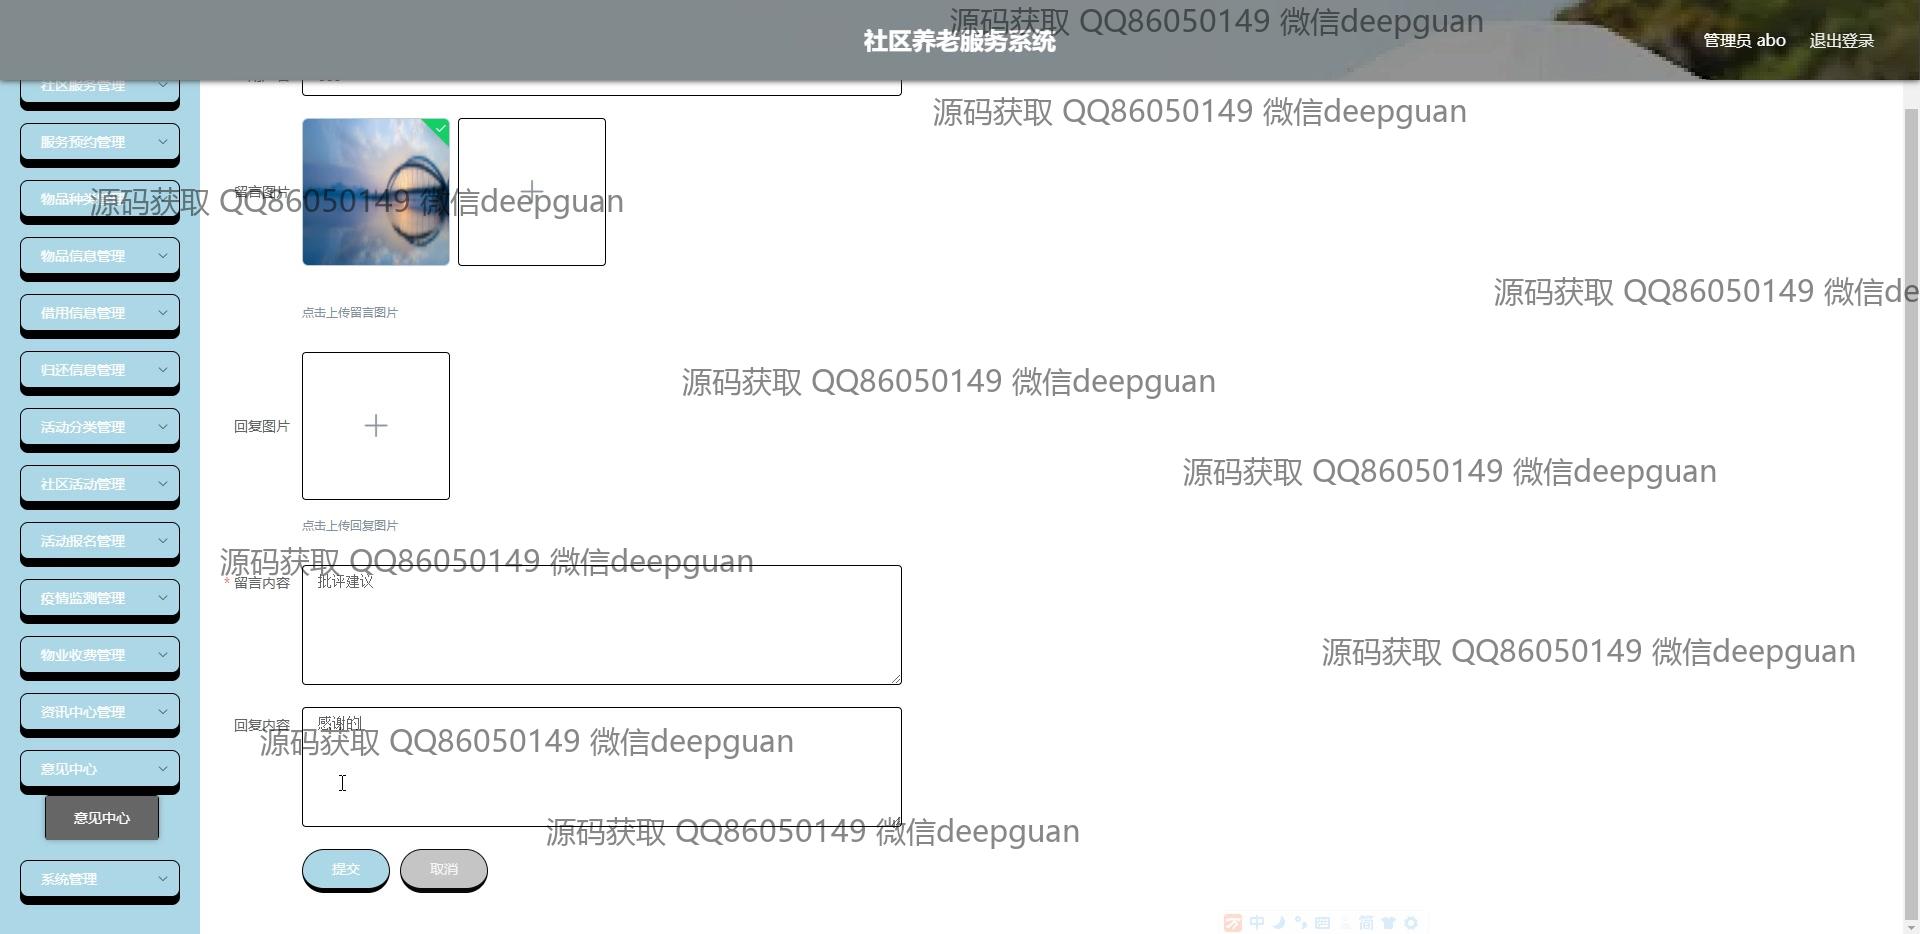 源码获取 QQ86050149 微信deepguan
社区养老服务系统
管理员 abo
退出登录
社区服务管理
源码获取 QQ86050149 微信deepguan
服务预约管理
留言图片
物品种类
源码获取 QQ86050149 微信deepguan
物品信息管理
源码获取 QQ86050149 微信de
借用信息管理
点击上传留言图片
归还信息管理
源码获取 QQ86050149 微信deepguan
活动分类管理
回复图片
社区活动管理
源码获取 QQ86050149 微信deepguan
点击上传回复图片
活动报名管理
源码获取 QQ86050149 微信deepguan
* 留言内容
批评建议
疫情监测管理
物业收费管理
源码获取 QQ86050149 微信deepguan
资讯中心管理
回复内容
感谢的
源码获取 QQ86050149 微信deepguan
意见中心
意见中心
源码获取 QQ86050149 微信deepguan
提交
取消
系统管理
中
简